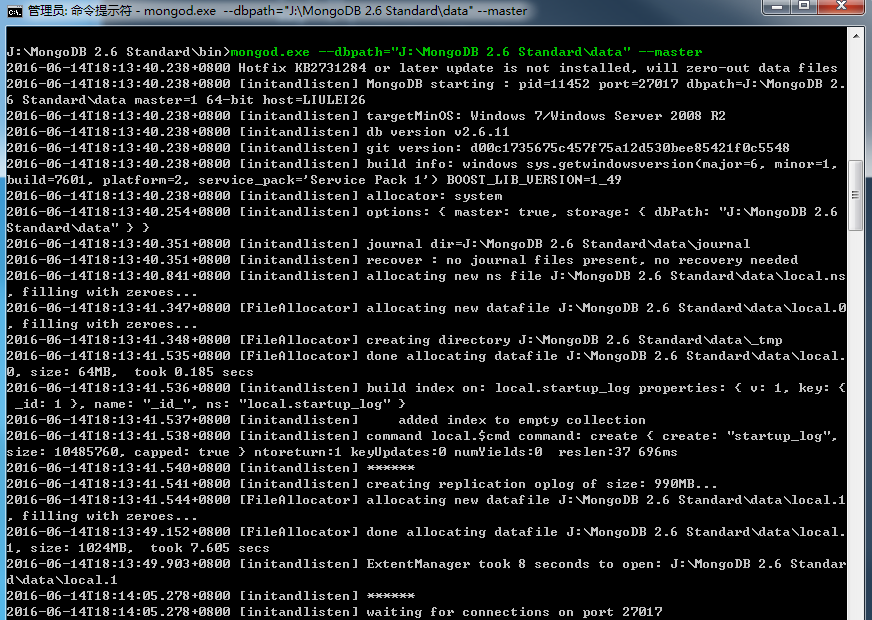 管理员: 命令提示符 - mongod.exe  --dbpath="J:\MongoDB 2.6 Standard\data" --master
J:\MongoDB 2.6 Standard\bin>mongod.exe --dbpath="J:\MongoDB 2.6 Standard\data" --master
2016-06-14T18:13:40.238+0800 Hotfix KB2731284 or later update is not installed, will zero-out data files
2016-06-14T18:13:40.238+0800 [initandlisten] MongoDB starting : pid=11452 port=27017 dbpath=J:\MongoDB 2.
6 Standard\data master=1 64-bit host=LIULEI26
2016-06-14T18:13:40.238+0800 [initandlisten] targetMinOS: Windows 7/Windows Server 2008 R2
2016-06-14T18:13:40.238+0800 [initandlisten] db version v2.6.11
2016-06-14T18:13:40.238+0800 [initandlisten] git version: d00c1735675c457f75a12d530bee85421f0c5548
2016-06-14T18:13:40.238+0800 [initandlisten] build info: windows sys.getwindowsversion(major=6, minor=1,
build=7601, platform=2, service_pack='Service Pack 1') BOOST_LIB_VERSION=1_49
2016-06-14T18:13:40.238+0800 [initandlisten] allocator: system
2016-06-14T18:13:40.254+0800 [initandlisten] options: { master: true, storage: { dbPath: "J:\MongoDB 2.6
Standard\data" } }
2016-06-14T18:13:40.351+0800 [initandlisten] journal dir=J:\MongoDB 2.6 Standard\data\journal
2016-06-14T18:13:40.351+0800 [initandlisten] recover : no journal files present, no recovery needed
2016-06-14T18:13:40.841+0800 [initandlisten] allocating new ns file J:\MongoDB 2.6 Standard\data\local.ns
, filling with zeroes...
2016-06-14T18:13:41.347+0800 [FileAllocator] allocating new datafile J:\MongoDB 2.6 Standard\data\local.0
, filling with zeroes...
2016-06-14T18:13:41.348+0800 [FileAllocator] creating directory J:\MongoDB 2.6 Standard\data\_tmp
2016-06-14T18:13:41.535+0800 [FileAllocator] done allocating datafile J:\MongoDB 2.6 Standard\data\local.
0, size: 64MB,  took 0.185 secs
2016-06-14T18:13:41.536+0800 [initandlisten] build index on: local.startup_log properties: { v: 1, key: {
 _id: 1 }, name: "_id_", ns: "local.startup_log" }
2016-06-14T18:13:41.537+0800 [initandlisten]     added index to empty collection
2016-06-14T18:13:41.538+0800 [initandlisten] command local.$cmd command: create { create: "startup_log",
size: 10485760, capped: true } ntoreturn:1 keyUpdates:0 numYields:0  reslen:37 696ms
2016-06-14T18:13:41.540+0800 [initandlisten] ******
2016-06-14T18:13:41.541+0800 [initandlisten] creating replication oplog of size: 990MB...
2016-06-14T18:13:41.544+0800 [FileAllocator] allocating new datafile J:\MongoDB 2.6 Standard\data\local.1
, filling with zeroes...
2016-06-14T18:13:49.152+0800 [FileAllocator] done allocating datafile J:\MongoDB 2.6 Standard\data\local.
1, size: 1024MB,  took 7.605 secs
2016-06-14T18:13:49.903+0800 [initandlisten] ExtentManager took 8 seconds to open: J:\MongoDB 2.6 Standar
d\data\local.1
2016-06-14T18:14:05.278+0800 [initandlisten] ******
2016-06-14T18:14:05.278+0800 [initandlisten] waiting for connections on port 27017